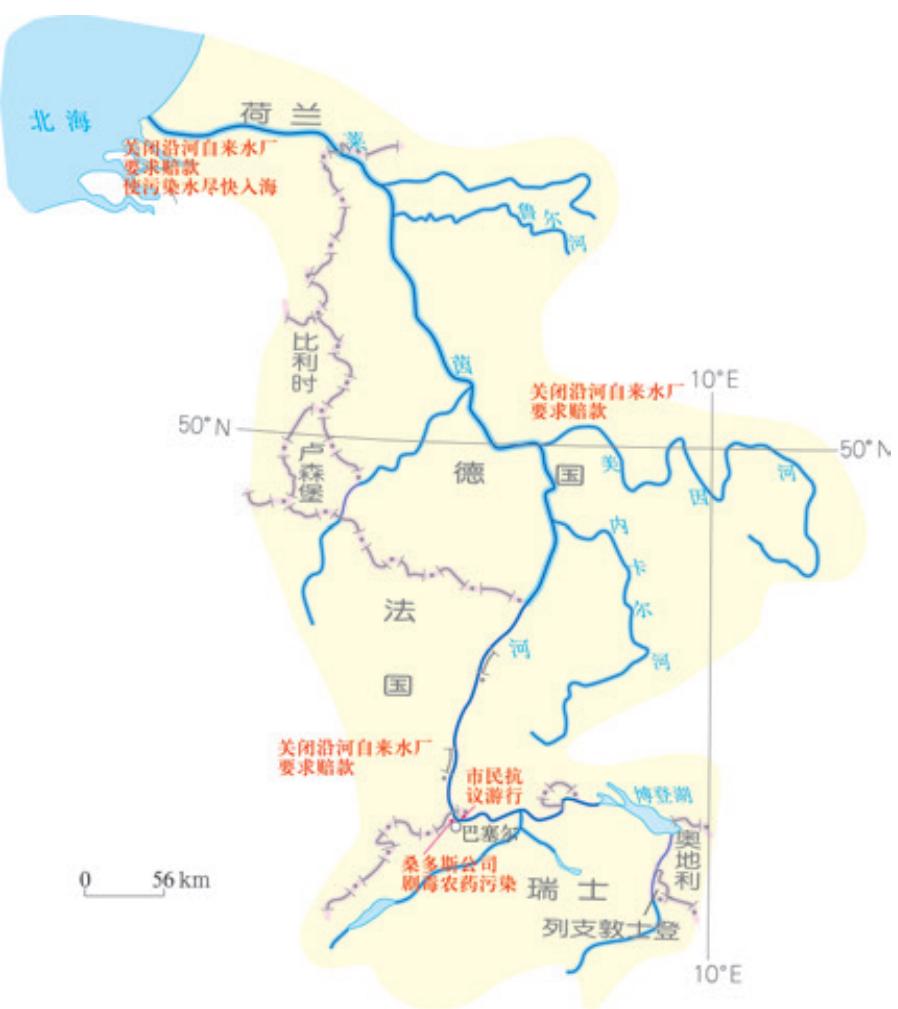 北 海
荷 兰
关闭沿河自来水厂
要求赔款
使污染水尽快入海
莱
鲁 尔
河
比利时
茵
关闭沿河自来水厂
要求赔款
10°E
50°N
50°N
卢森堡
德 国
美 因 河
内 卡 尔 河
法
国
河
关闭沿河自来水厂
要求赔款
市民抗
议游行
博登湖
巴塞尔
奥地利
桑多斯公司
剧毒农药污染
0 56 km
瑞 士
列支敦士登
10°E